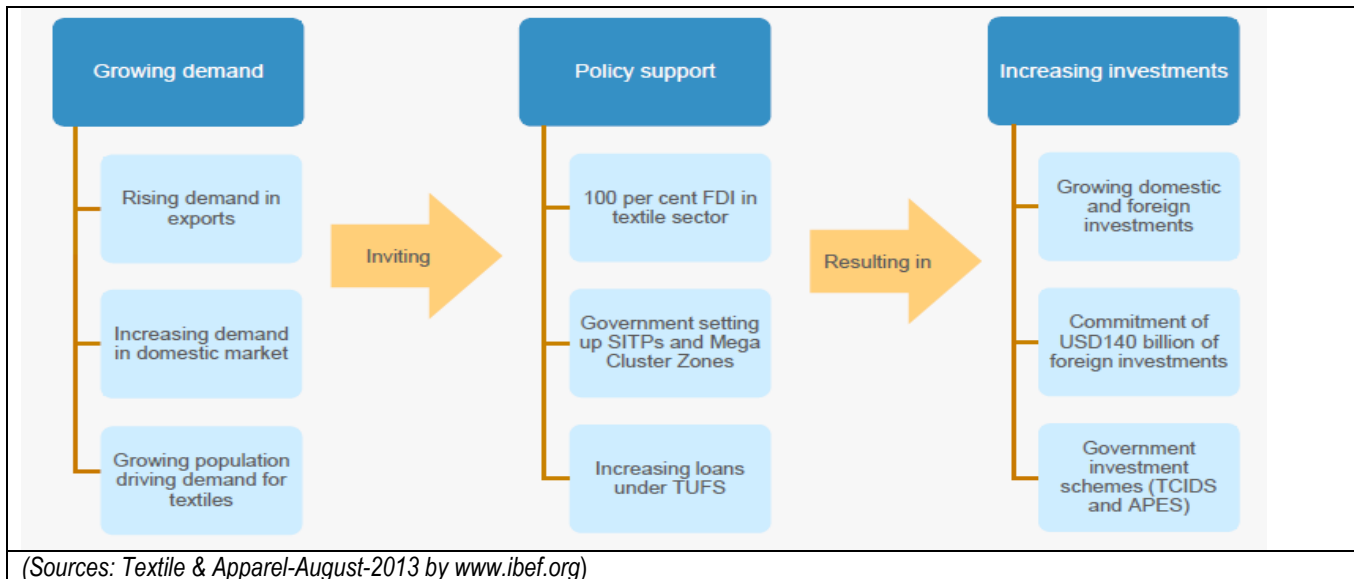 Growing demand
Rising demand in
exports
Increasing demand
in domestic market
Growing population
driving demand for
textiles
Inviting
Policy support
100 per cent FDI in
textile sector
Government setting
up SITPs and Mega
Cluster Zones
Increasing loans
under TUFS
Resulting in
Increasing investments
Growing domestic
and foreign
investments
Commitment of
USD140 billion of
foreign investments
Government
investment
schemes (TCIDS
and APES)
(Sources: Textile & Apparel-August-2013 by www.ibef.org)